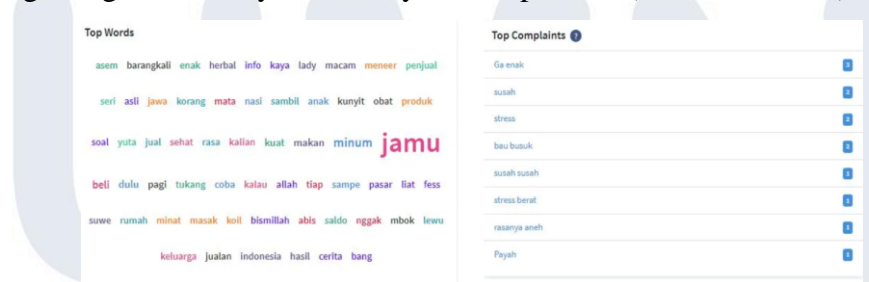 Top Words
asem barangkali enak herbal info kaya lady macam meneer penjual
seri asli jawa korang mata nasi sambil anak kunyit obat produk
soal yuta jual sehat rasa kalian kuat makan minum jamu
beli dulu pagi tukang coba kalau allah tiap sampe pasar liat fess
suwe rumah minat masak koil bismillah abis saldo nggak mbok lewu
keluarga jualan indonesia hasil cerita bang
Top Complaints ?
Ga enak
susah
stress
bau busuk
susah susah
stress berat
rasanya aneh
Payah